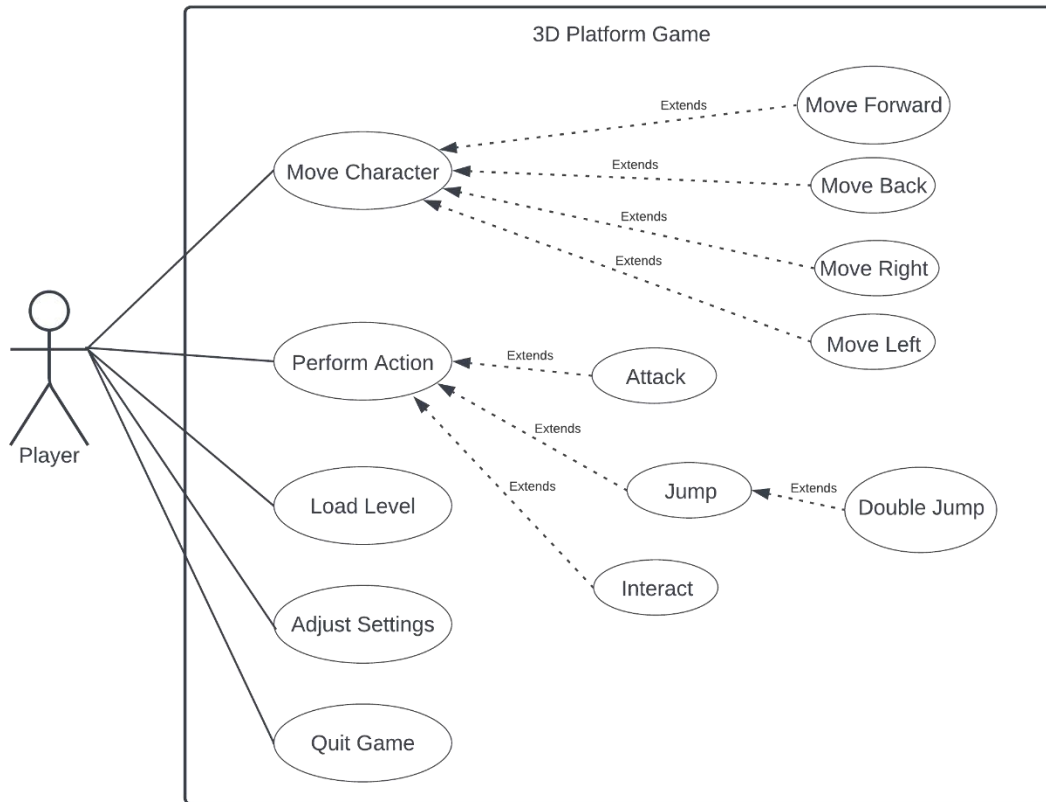 3D Platform Game
Extends
Move Forward
Move Character
Extends
Move Back
Extends
Move Right
Extends
Move Left
Perform Action
Extends
Attack
Player
Extends
Jump
Extends
Double Jump
Load Level
Extends
Interact
Adjust Settings
Quit Game